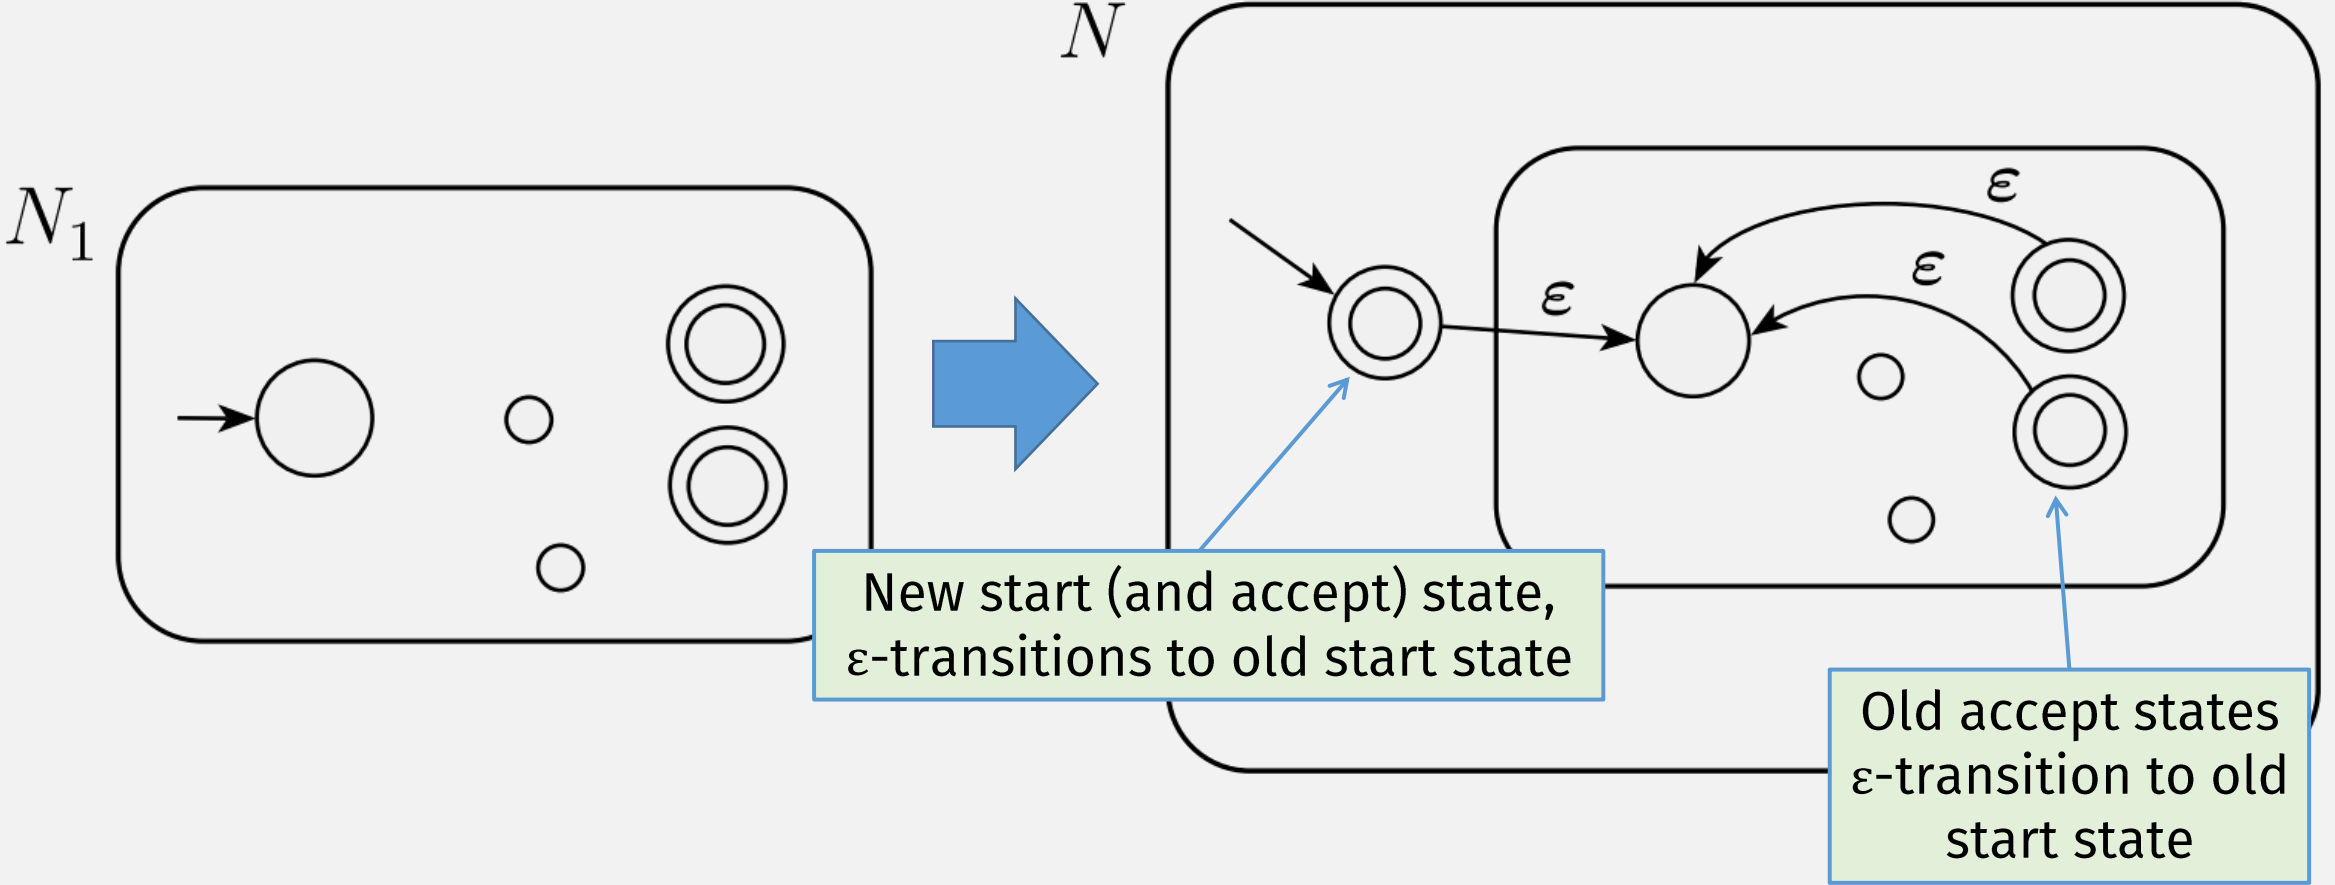 N₁
N
ε
ε
ε
New start (and accept) state,
ε-transitions to old start state
Old accept states
ε-transition to old
start state